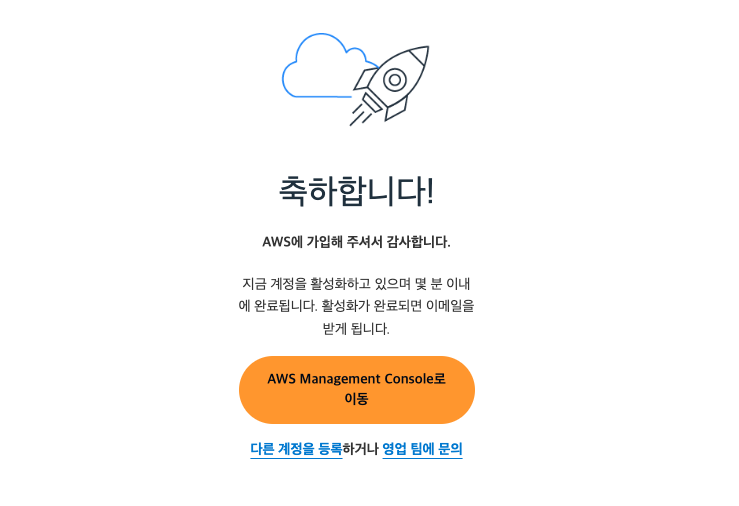 축하합니다!
AWS에 가입해 주셔서 감사합니다.
지금 계정을 활성화하고 있으며 몇 분 이내
에 완료됩니다. 활성화가 완료되면 이메일을
받게 됩니다.
AWS Management Console로
이동
다른 계정을 등록하거나 영업 팀에 문의